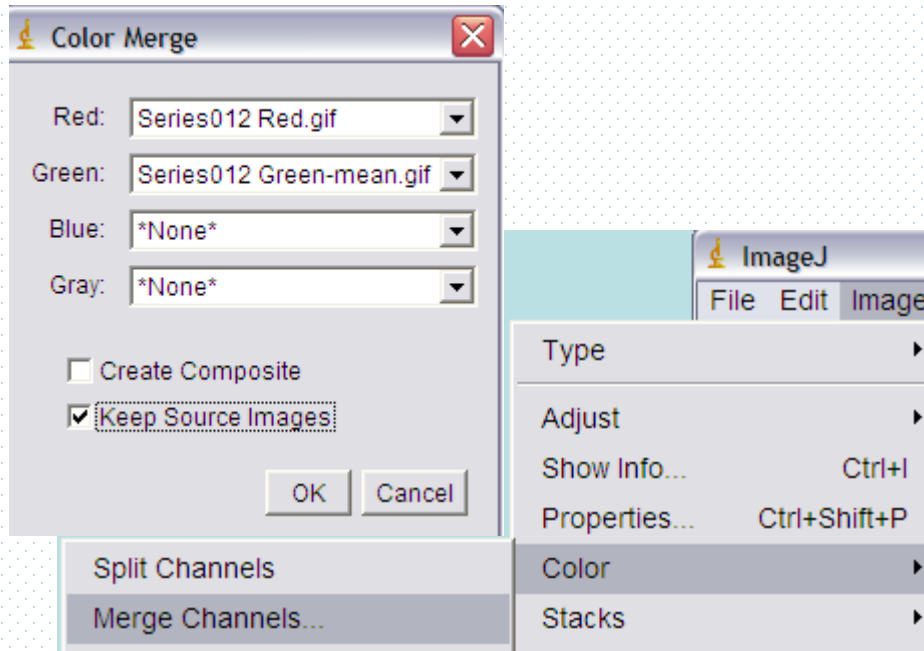 Color Merge
Red: Series012 Red.gif
Green: Series012 Green-mean.gif
Blue: *None*
Gray: *None*
Create Composite
Keep Source Images
OK Cancel
ImageJ
File Edit Image
Type
Adjust
Show Info... Ctrl+I
Properties... Ctrl+Shift+P
Color
Stacks
Split Channels
Merge Channels...